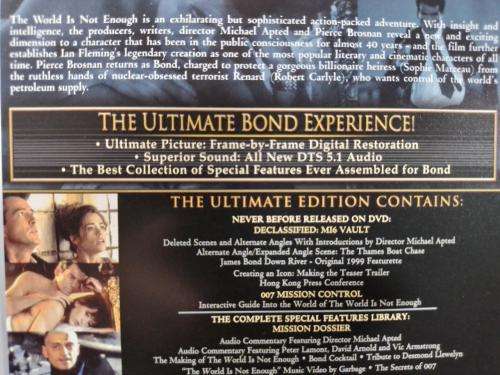 The World Is Not Enough is an exhilarating but sophisticated action-packed adventure. With insight and
intelligence, the producers, writers, director Michael Apted and Pierce Brosnan reveal a new and exciting
dimension to a character that has been in the public consciousness for almost 40 years - and the film further
establishes Ian Fleming's legendary creation as one of the most popular literary and cinematic characters of all
time. Pierce Brosnan returns as Bond, charged to protect a gorgeous billionaire heiress (Sophie Marceau) from
the ruthless hands of nuclear-obsessed terrorist Renard (Robert Carlyle), who wants control of the world's
petroleum supply.
THE ULTIMATE BOND EXPERIENCE!
• Ultimate Picture: Frame-by-Frame Digital Restoration
• Superior Sound: All New DTS 5.1 Audio
• The Best Collection of Special Features Ever Assembled for Bond
THE ULTIMATE EDITION CONTAINS:
NEVER BEFORE RELEASED ON DVD:
DECLASSIFIED: MI6 VAULT
Deleted Scenes and Alternate Angles With Introductions by Director Michael Apted
Alternate Angle/Expanded Angle Scene: The Thames Boat Chase
James Bond Down River - Original 1999 Featurette
Creating an Icon: Making the Teaser Trailer
Hong Kong Press Conference
007 MISSION CONTROL
Interactive Guide Into the World of The World Is Not Enough
THE COMPLETE SPECIAL FEATURES LIBRARY:
MISSION DOSSIER
Audio Commentary Featuring Director Michael Apted
Audio Commentary Featuring Peter Lamont, David Arnold and Vic Armstrong
The Making of The World Is Not Enough • Bond Cocktail • Tribute to Desmond Llewelyn
"The World Is Not Enough" Music Video by Garbage • The Secrets of 007